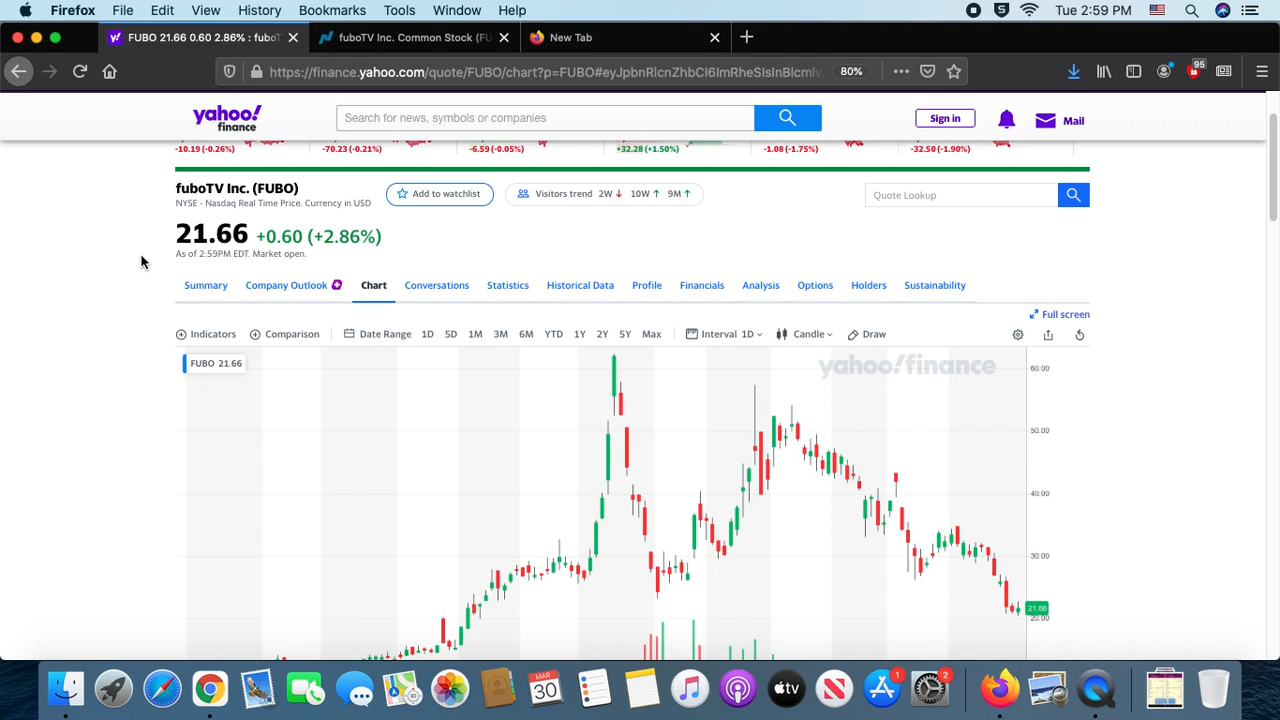 Firefox File Edit View History Bookmarks Tools Window Help Tue 2:59 PM
FUBO 21.66 0.60 2.86% : fuboT fuboTV Inc. Common Stock (FU New Tab
https://finance.yahoo.com/quote/FUBO/chart?p=FUBO#eyJpbnRlcnZhbCI6ImRheSIsInBlcmlv 80% 95
yahoo! finance Search for news, symbols or companies Sign in Mail
-10.19 (-0.26%) -70.23 (-0.21%) -6.59 (-0.05%) +32.28 (+1.50%) -1.08 (-1.75%) -32.50 (-1.90%)
fuboTV Inc. (FUBO) Add to watchlist Visitors trend 2W 10W 9M Quote Lookup
NYSE - Nasdaq Real Time Price. Currency in USD
21.66 +0.60 (+2.86%)
As of 2:59PM EDT. Market open.
Summary Company Outlook Chart Conversations Statistics Historical Data Profile Financials Analysis Options Holders Sustainability
Full screen
Indicators Comparison Date Range 1D 5D 1M 3M 6M YTD 1Y 2Y 5Y Max Interval 1D Candle Draw
FUBO 21.66 yahoo!finance 60.00
50.00
40.00
30.00
21.66
20.00
MAR 30 tv 1 2